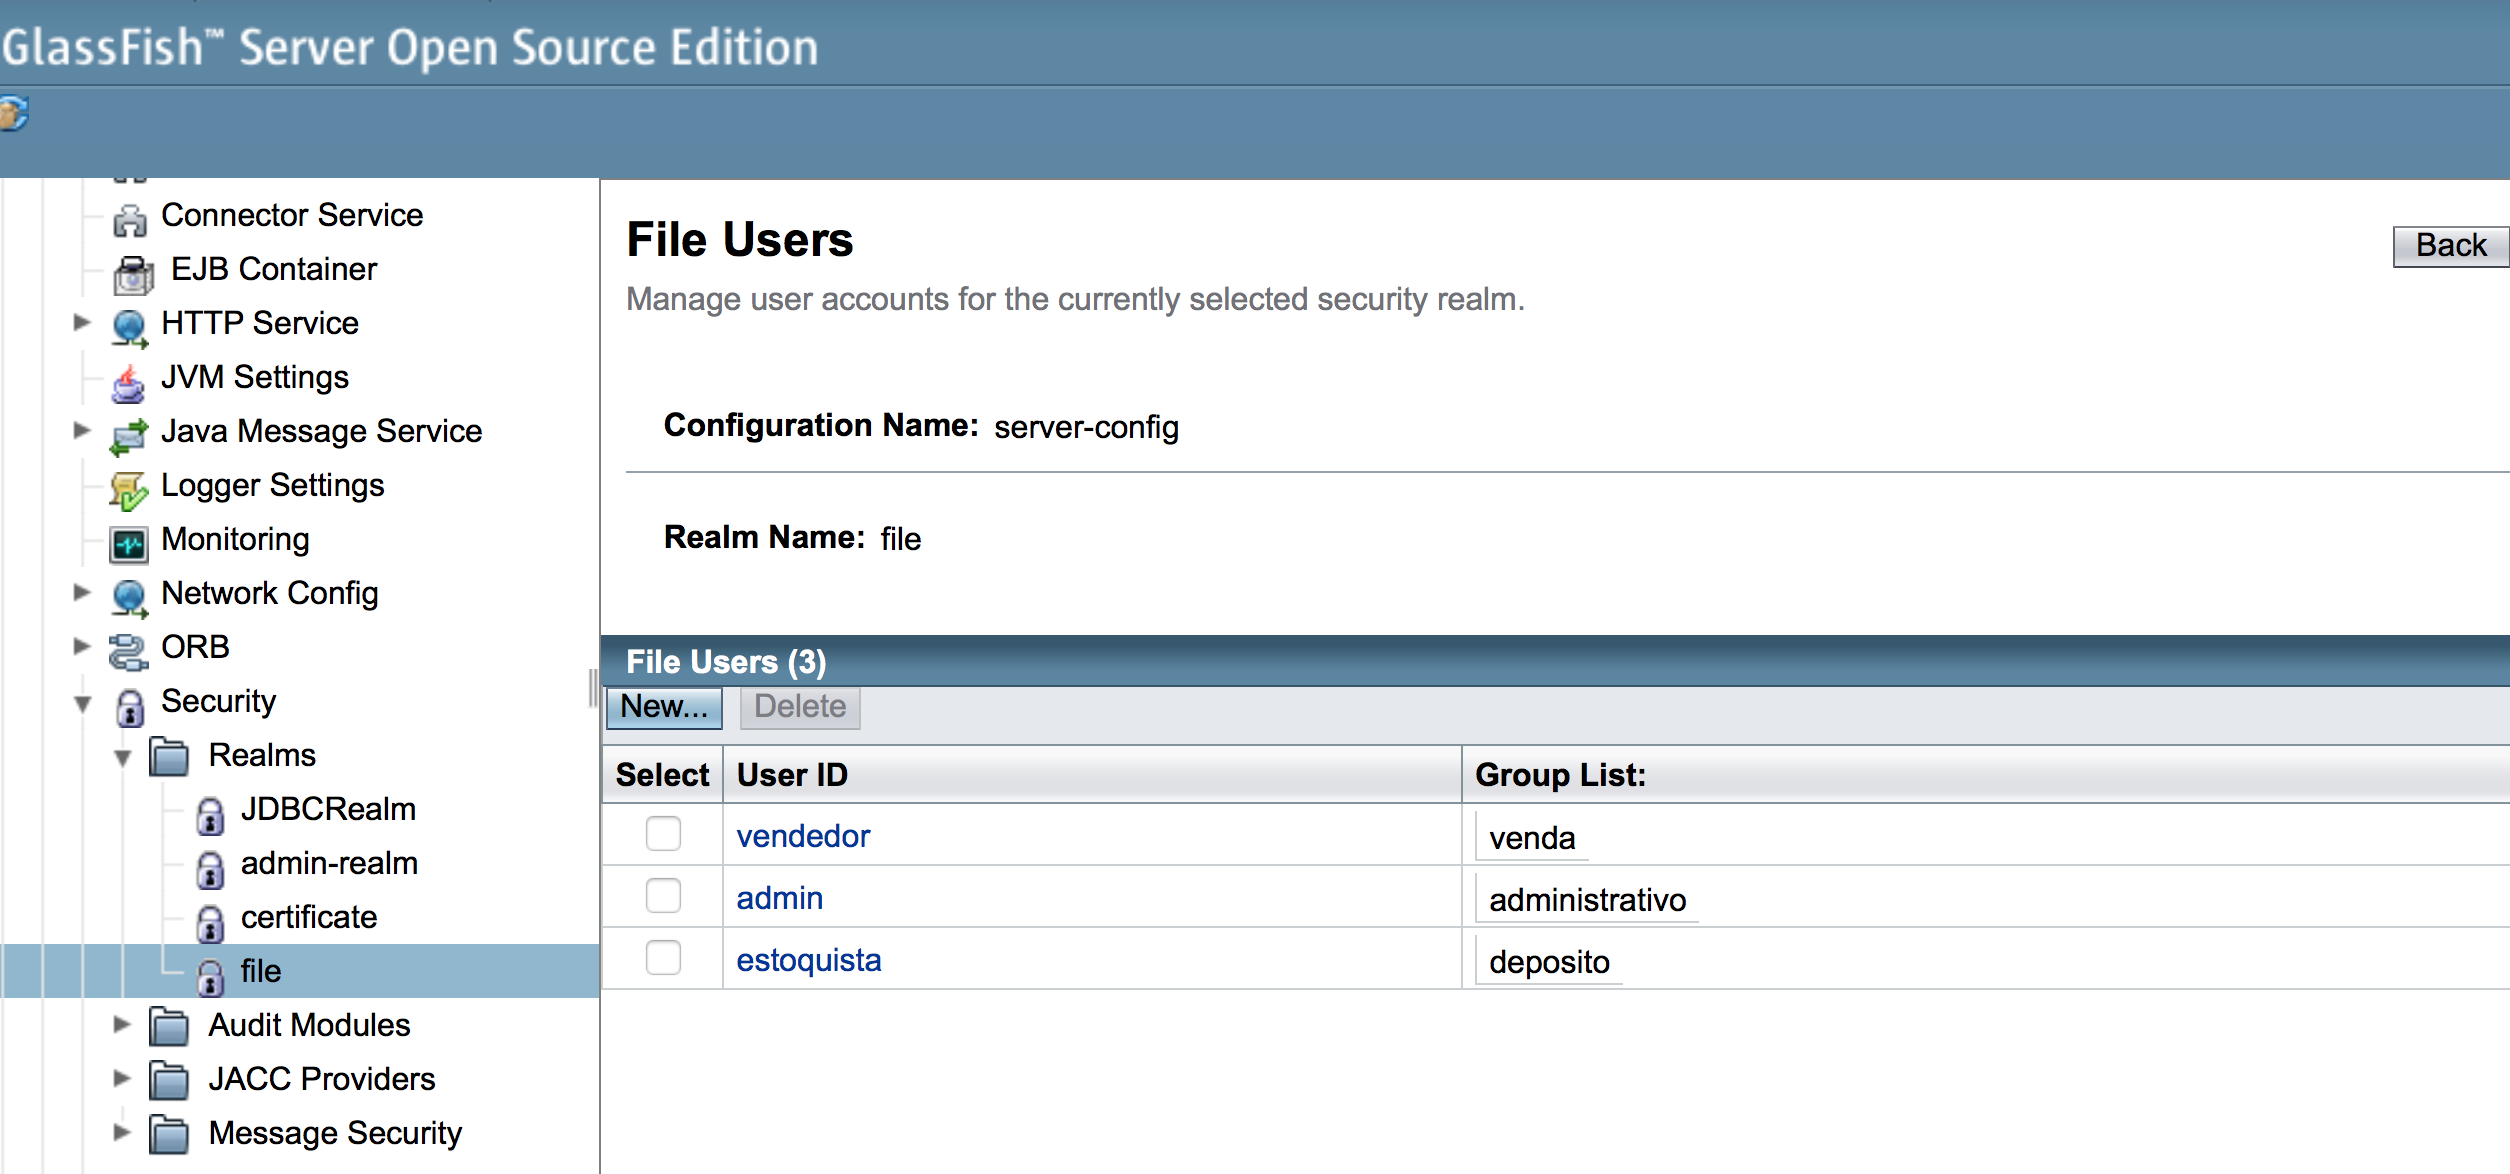 GlassFish™ Server Open Source Edition
Connector Service
EJB Container
HTTP Service
JVM Settings
Java Message Service
Logger Settings
Monitoring
Network Config
ORB
Security
Realms
JDBCRealm
admin-realm
certificate
file
Audit Modules
JACC Providers
Message Security
File Users
Back
Manage user accounts for the currently selected security realm.
Configuration Name: server-config
Realm Name: file
File Users (3)
New... Delete
Select User ID Group List:
vendedor venda
admin administrativo
estoquista deposito